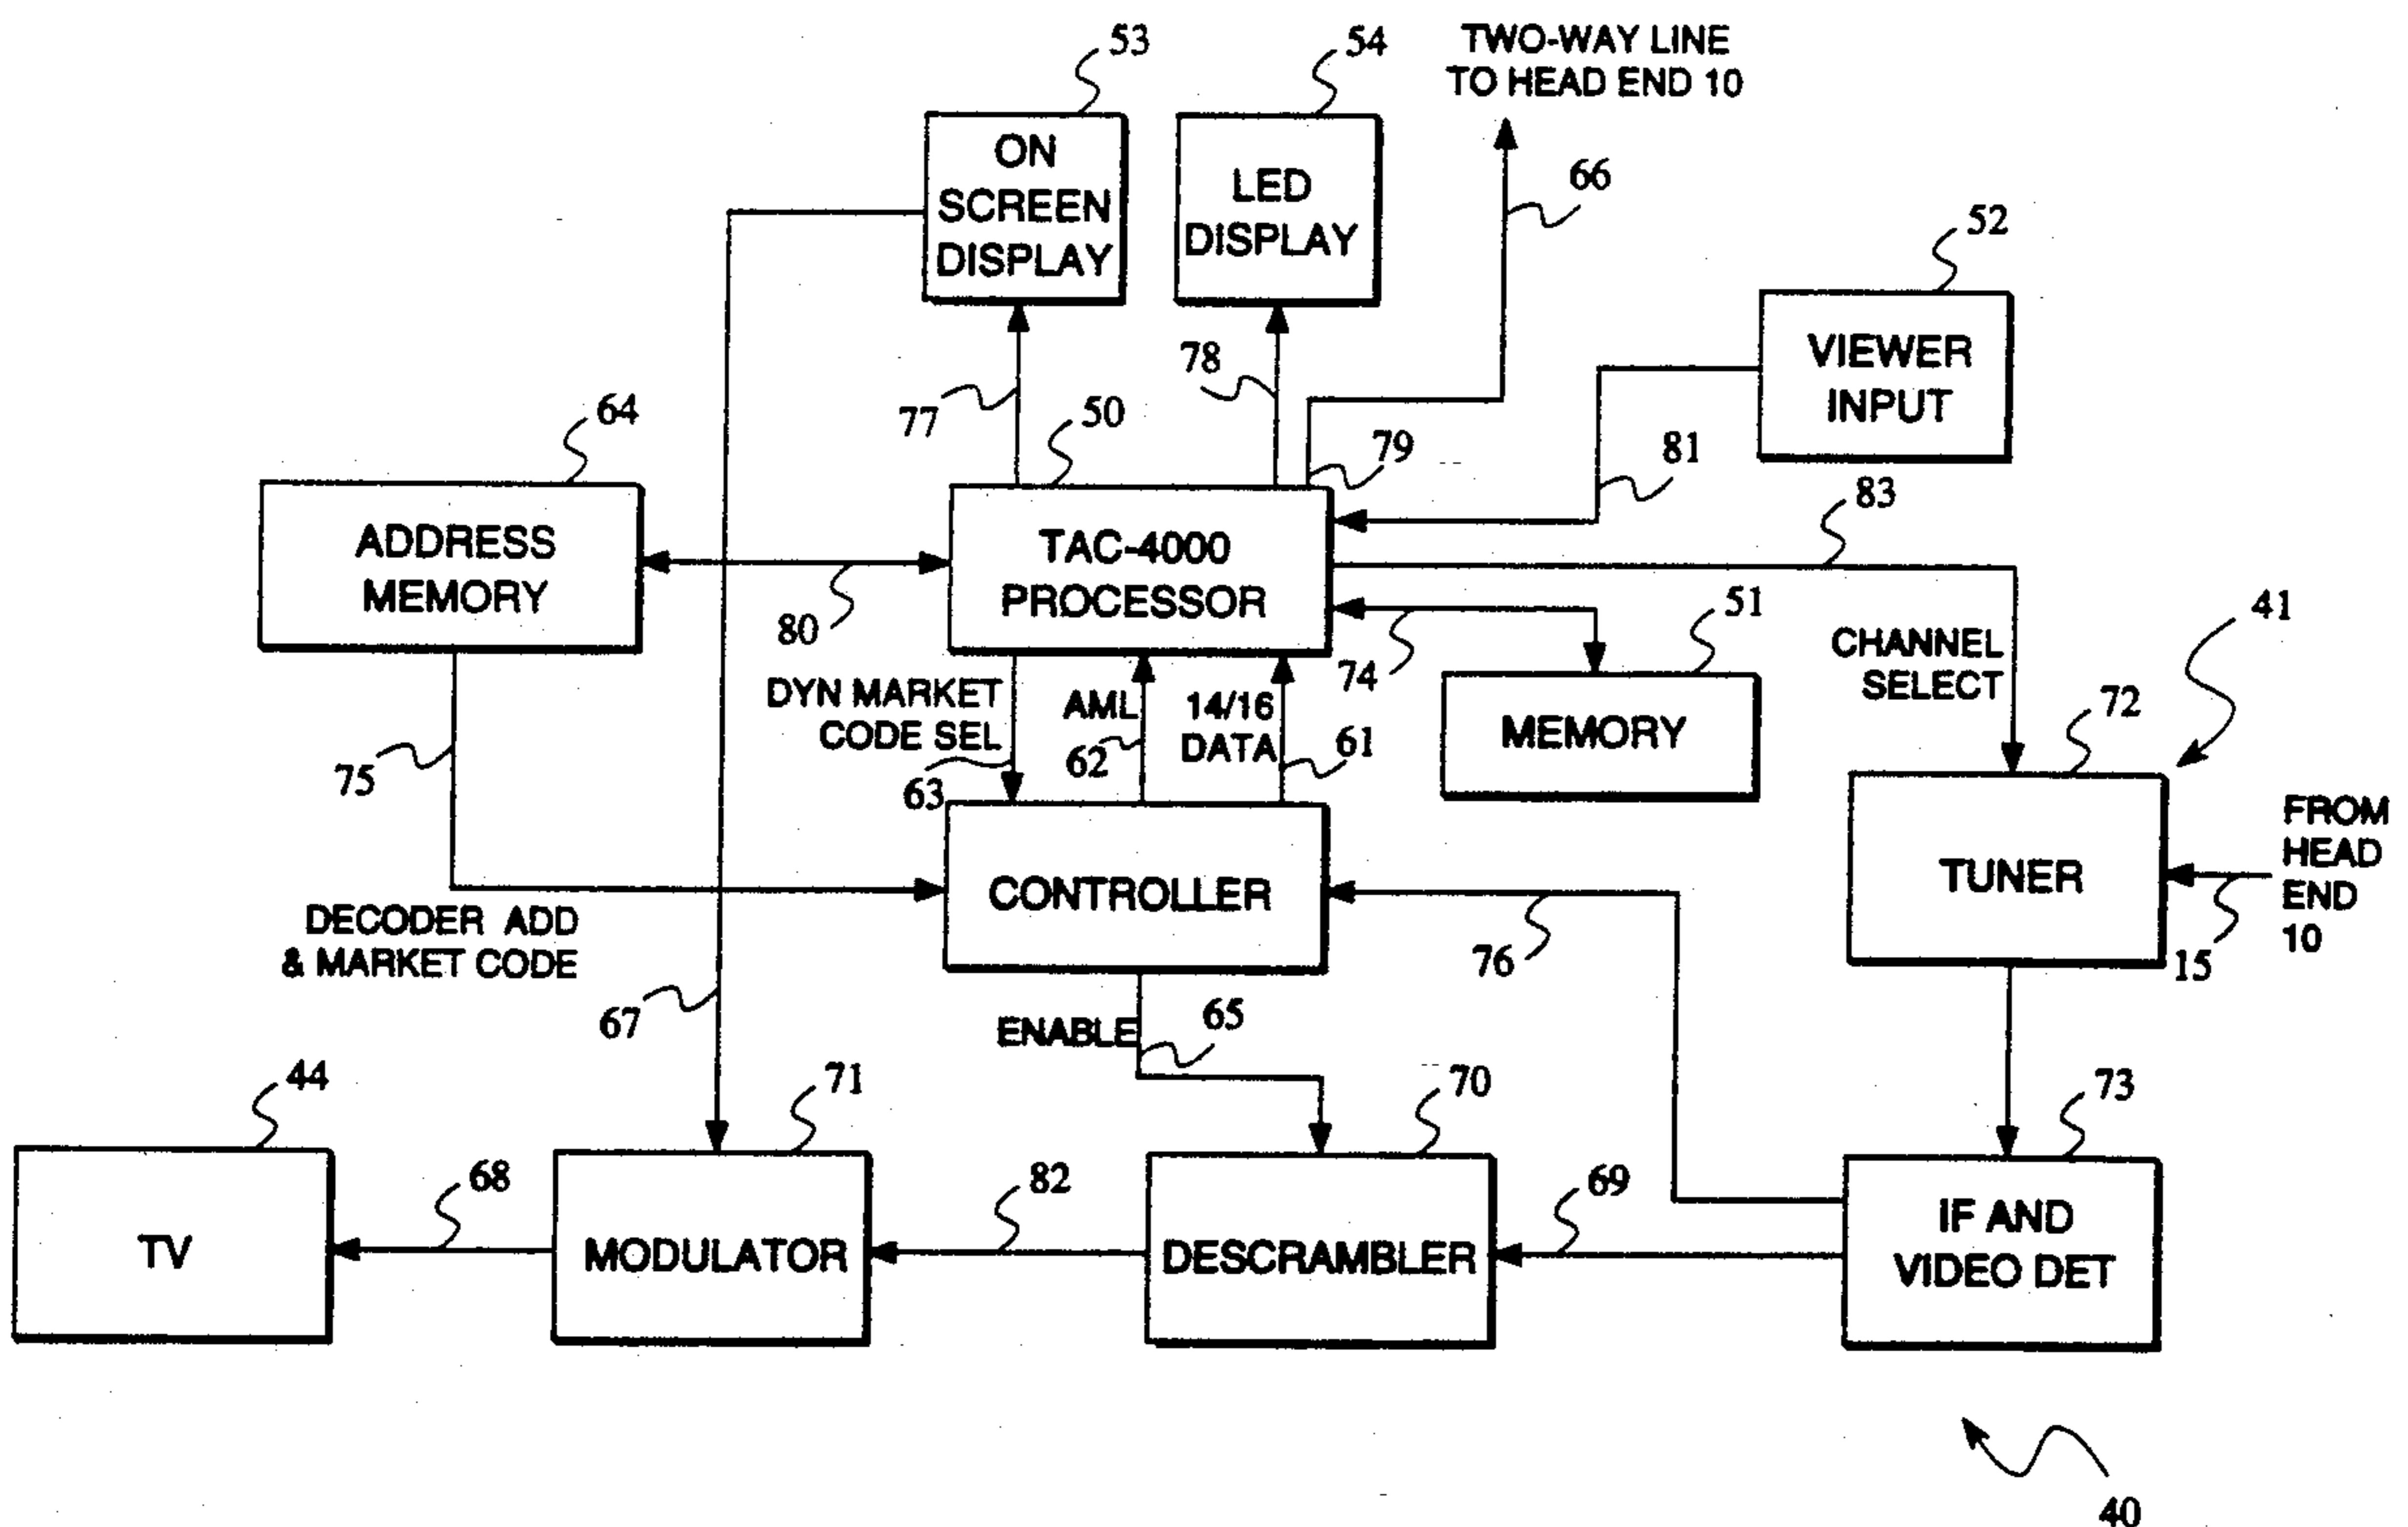 53
54
TWO-WAY LINE
TO HEAD END 10
ON
SCREEN
DISPLAY
LED
DISPLAY
66
52
VIEWER
INPUT
77
78
64
50
79
81
83
ADDRESS
MEMORY
TAC-4000
PROCESSOR
80
74
51
41
CHANNEL
SELECT
DYN MARKET
CODE SEL
63
AML
62
14/16
DATA
61
MEMORY
72
75
CONTROLLER
TUNER
FROM
HEAD
END
10
15
DECODER ADD
& MARKET CODE
76
67
ENABLE
65
44
71
70
73
TV
68
MODULATOR
82
DESCRAMBLER
69
IF AND
VIDEO DET
40